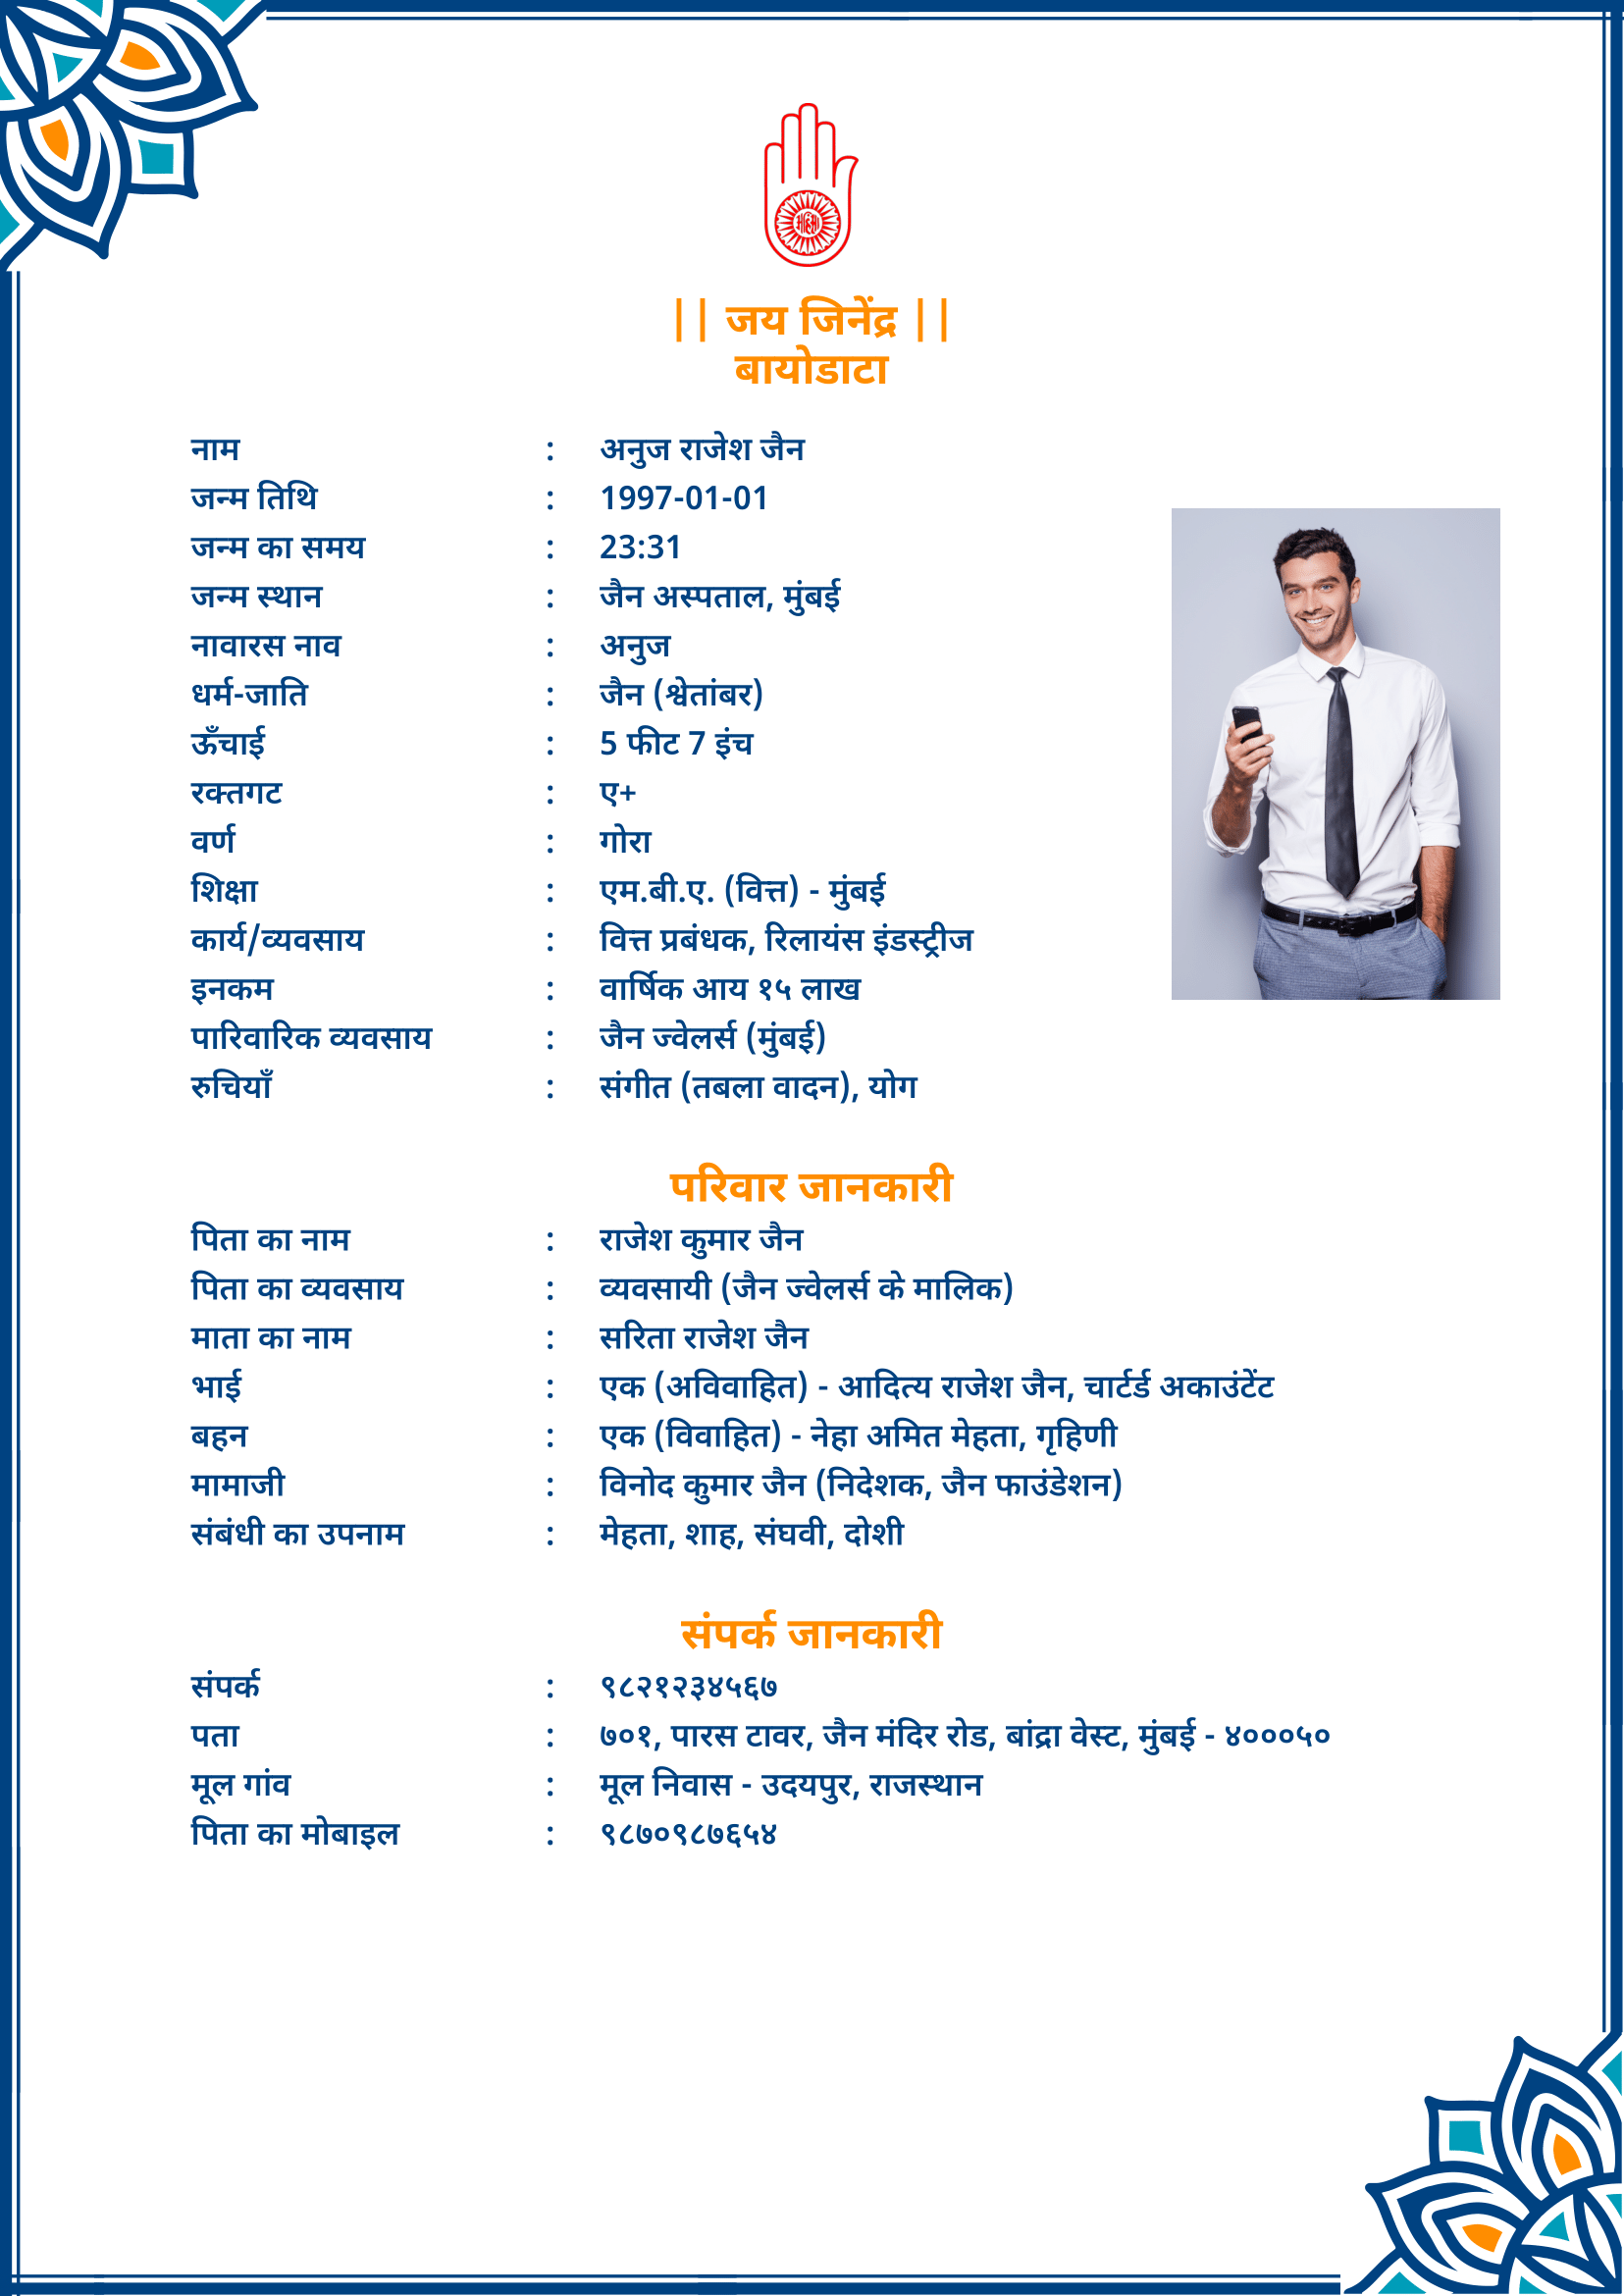 अहिंसा
|| जय जिनेंद्र ||
बायोडाटा
नाम : अनुज राजेश जैन
जन्म तिथि : 1997-01-01
जन्म का समय : 23:31
जन्म स्थान : जैन अस्पताल, मुंबई
नावारस नाव : अनुज
धर्म-जाति : जैन (श्वेतांबर)
ऊँचाई : 5 फीट 7 इंच
रक्तगट : ए+
वर्ण : गोरा
शिक्षा : एम.बी.ए. (वित्त) - मुंबई
कार्य/व्यवसाय : वित्त प्रबंधक, रिलायंस इंडस्ट्रीज
इनकम : वार्षिक आय १५ लाख
पारिवारिक व्यवसाय : जैन ज्वेलर्स (मुंबई)
रुचियाँ : संगीत (तबला वादन), योग
परिवार जानकारी
पिता का नाम : राजेश कुमार जैन
पिता का व्यवसाय : व्यवसायी (जैन ज्वेलर्स के मालिक)
माता का नाम : सरिता राजेश जैन
भाई : एक (अविवाहित) - आदित्य राजेश जैन, चार्टर्ड अकाउंटेंट
बहन : एक (विवाहित) - नेहा अमित मेहता, गृहिणी
मामाजी : विनोद कुमार जैन (निदेशक, जैन फाउंडेशन)
संबंधी का उपनाम : मेहता, शाह, संघवी, दोशी
संपर्क जानकारी
संपर्क : ९८२१२३४५६७
पता : ७०१, पारस टावर, जैन मंदिर रोड, बांद्रा वेस्ट, मुंबई - ४०००५०
मूल गांव : मूल निवास - उदयपुर, राजस्थान
पिता का मोबाइल : ९८७०९८७६५४